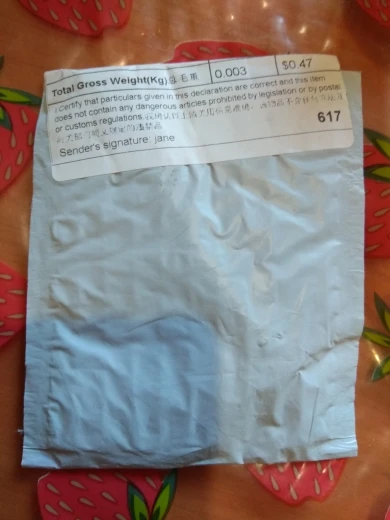 Total Gross Weight(Kg) 总毛重 0.003 $0.47
I Certify that particulars given in this declaration are correct and this item
does not contain any dangerous articles prohibited by legislation or by postal
or customs regulations.
617
Sender's signature: jane